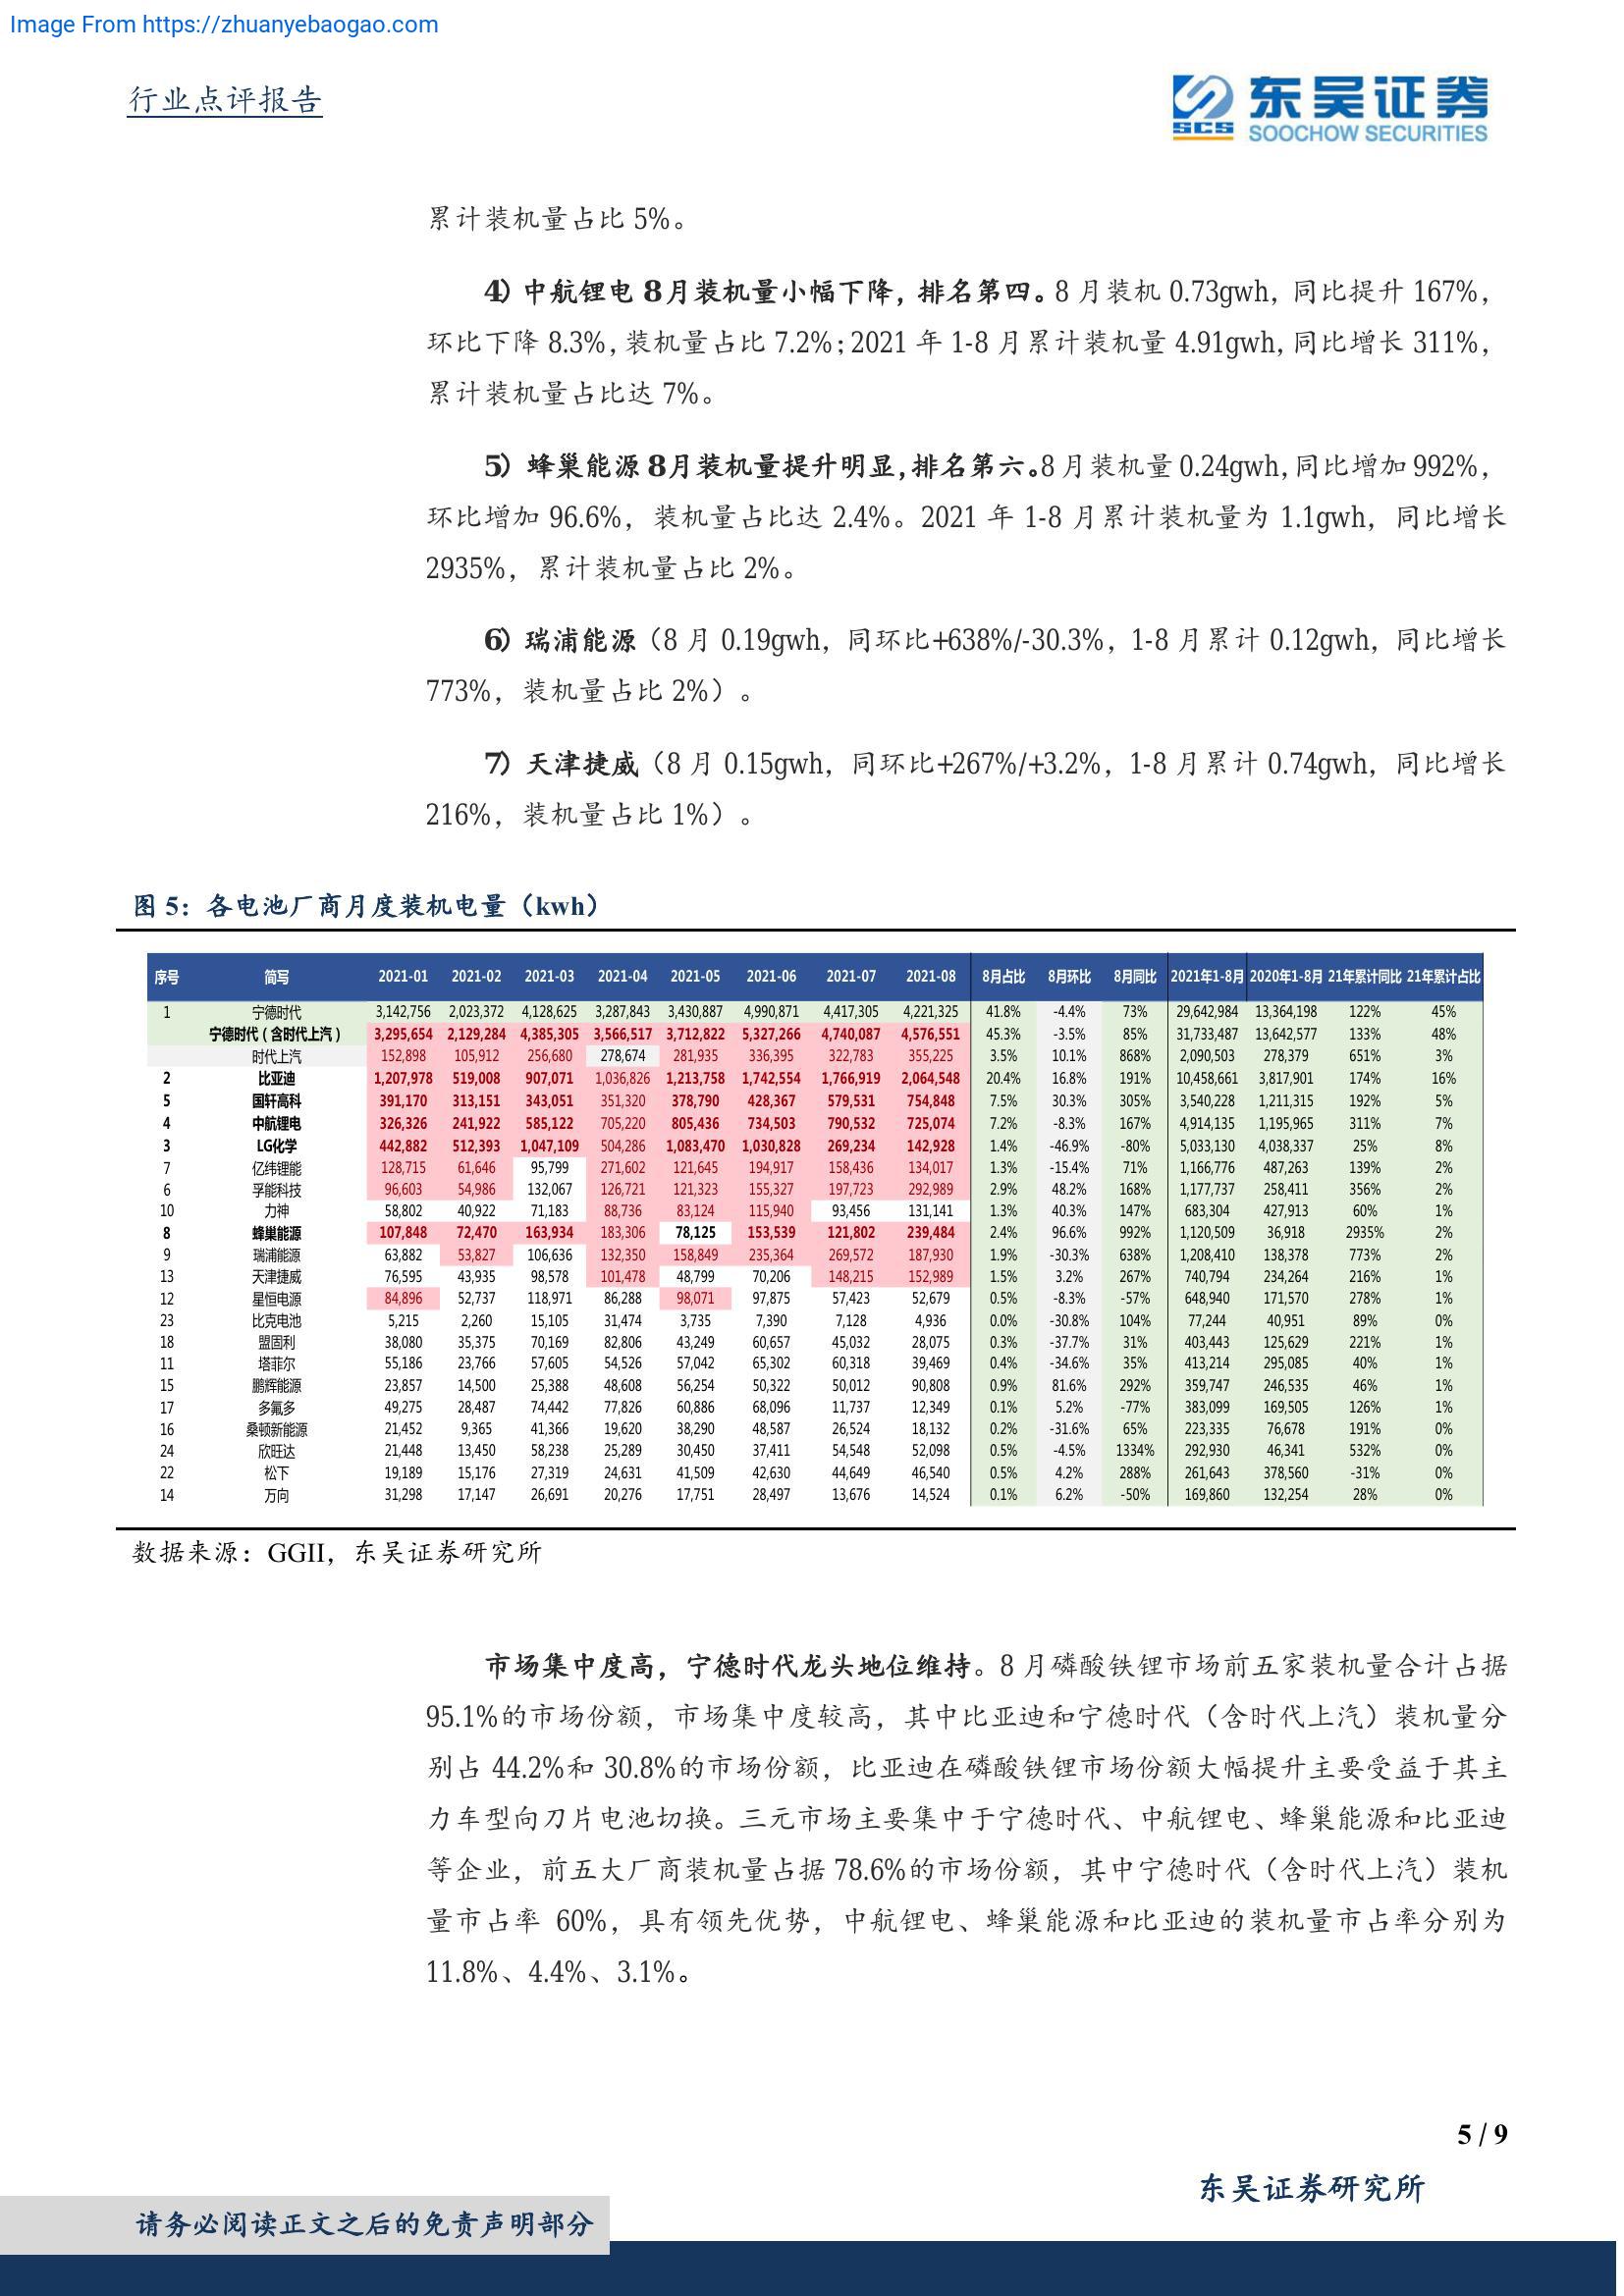 Image From https://zhuanyebaogao.com
行业点评报告
SCS
东吴证券
SOOCHOW SECURITIES
累计装机量占比 5%。
4）中航锂电 8月装机量小幅下降，排名第四。8 月装机 0.73gwh，同比提升 167%，
环比下降 8.3%，装机量占比 7.2%；2021 年 1-8 月累计装机量 4.91gwh，同比增长 311%，
累计装机量占比达 7%。
5）蜂巢能源 8月装机量提升明显，排名第六。8 月装机量 0.24gwh，同比增加 992%，
环比增加 96.6%，装机量占比达 2.4%。2021 年 1-8 月累计装机量为 1.1gwh，同比增长
2935%，累计装机量占比 2%。
6）瑞浦能源（8 月 0.19gwh，同环比+638%/-30.3%，1-8 月累计 0.12gwh，同比增长
773%，装机量占比 2%）。
7）天津捷威（8 月 0.15gwh，同环比+267%/+3.2%，1-8 月累计 0.74gwh，同比增长
216%，装机量占比 1%）。
图 5：各电池厂商月度装机电量（kwh）
序号 简写 2021-01 2021-02 2021-03 2021-04 2021-05 2021-06 2021-07 2021-08 8月占比 8月环比 8月同比 2021年1-8月 2020年1-8月 21年累计同比 21年累计占比
1 宁德时代 3,142,756 2,023,372 4,128,625 3,287,843 3,430,887 4,990,871 4,417,305 4,221,325 41.8% -4.4% 73% 29,642,984 13,364,198 122% 45%
宁德时代（含时代上汽） 3,295,654 2,129,284 4,385,305 3,566,517 3,712,822 5,327,266 4,740,087 4,576,551 45.3% -3.5% 85% 31,733,487 13,642,577 133% 48%
时代上汽 152,898 105,912 256,680 278,674 281,935 336,395 322,783 355,225 3.5% 10.1% 868% 2,090,503 278,379 651% 3%
2 比亚迪 1,207,978 519,008 907,071 1,036,826 1,213,758 1,742,554 1,766,919 2,064,548 20.4% 16.8% 191% 10,458,661 3,817,901 174% 16%
5 国轩高科 391,170 313,151 343,051 351,320 378,790 428,367 579,531 754,848 7.5% 30.3% 305% 3,540,228 1,211,315 192% 5%
4 中航锂电 326,326 241,922 585,122 705,220 805,436 734,503 790,532 725,074 7.2% -8.3% 167% 4,914,135 1,195,965 311% 7%
3 LG化学 442,882 512,393 1,047,109 504,286 1,083,470 1,030,828 269,234 142,928 1.4% -46.9% -80% 5,033,130 4,038,337 25% 8%
7 亿纬锂能 128,715 61,646 95,799 271,602 121,645 194,917 158,436 134,017 1.3% -15.4% 71% 1,166,776 487,263 139% 2%
6 孚能科技 96,603 54,986 132,067 126,721 121,323 155,327 197,723 292,989 2.9% 48.2% 168% 1,177,737 258,411 356% 2%
10 力神 58,802 40,922 71,183 88,736 83,124 115,940 93,456 131,141 1.3% 40.3% 147% 683,304 427,913 60% 1%
8 蜂巢能源 107,848 72,470 163,934 183,306 78,125 153,539 121,802 239,484 2.4% 96.6% 992% 1,120,509 36,918 2935% 2%
9 瑞浦能源 63,882 53,827 106,636 132,350 158,849 235,364 269,572 187,930 1.9% -30.3% 638% 1,208,410 138,378 773% 2%
13 天津捷威 76,595 43,935 98,578 101,478 48,799 70,206 148,215 152,989 1.5% 3.2% 267% 740,794 234,264 216% 1%
12 星恒电源 84,896 52,737 118,971 86,288 98,071 97,875 57,423 52,679 0.5% -8.3% -57% 648,940 171,570 278% 1%
23 比克电池 5,215 2,260 15,105 31,474 3,735 7,390 7,128 4,936 0.0% -30.8% 104% 77,244 40,951 89% 0%
18 盟固利 38,080 35,375 70,169 82,806 43,249 60,657 45,032 28,075 0.3% -37.7% 31% 403,443 125,629 221% 1%
11 塔菲尔 55,186 23,766 57,605 54,526 57,042 65,302 60,318 39,469 0.4% -34.6% 35% 413,214 295,085 40% 1%
15 鹏辉能源 23,857 14,500 25,388 48,608 56,254 50,322 50,012 90,808 0.9% 81.6% 292% 359,747 246,535 46% 1%
17 多氟多 49,275 28,487 74,442 77,826 60,886 68,096 11,737 12,349 0.1% 5.2% -77% 383,099 169,505 126% 1%
16 桑顿新能源 21,452 9,365 41,366 19,620 38,290 48,587 26,524 18,132 0.2% -31.6% 65% 223,335 76,678 191% 0%
24 欣旺达 21,448 13,450 58,238 25,289 30,450 37,411 54,548 52,098 0.5% -4.5% 1334% 292,930 46,341 532% 0%
22 松下 19,189 15,176 27,319 24,631 41,509 42,630 44,649 46,540 0.5% 4.2% 288% 261,643 378,560 -31% 0%
14 万向 31,298 17,147 26,691 20,276 17,751 28,497 13,676 14,524 0.1% 6.2% -50% 169,860 132,254 28% 0%
数据来源：GGII，东吴证券研究所
市场集中度高，宁德时代龙头地位维持。8 月磷酸铁锂市场前五家装机量合计占据
95.1%的市场份额，市场集中度较高，其中比亚迪和宁德时代（含时代上汽）装机量分
别占 44.2%和 30.8%的市场份额，比亚迪在磷酸铁锂市场份额大幅提升主要受益于其主
力车型向刀片电池切换。三元市场主要集中于宁德时代、中航锂电、蜂巢能源和比亚迪
等企业，前五大厂商装机量占据 78.6%的市场份额，其中宁德时代（含时代上汽）装机
量市占率 60%，具有领先优势，中航锂电、蜂巢能源和比亚迪的装机量市占率分别为
11.8%、4.4%、3.1%。
5 / 9
东吴证券研究所
请务必阅读正文之后的免责声明部分